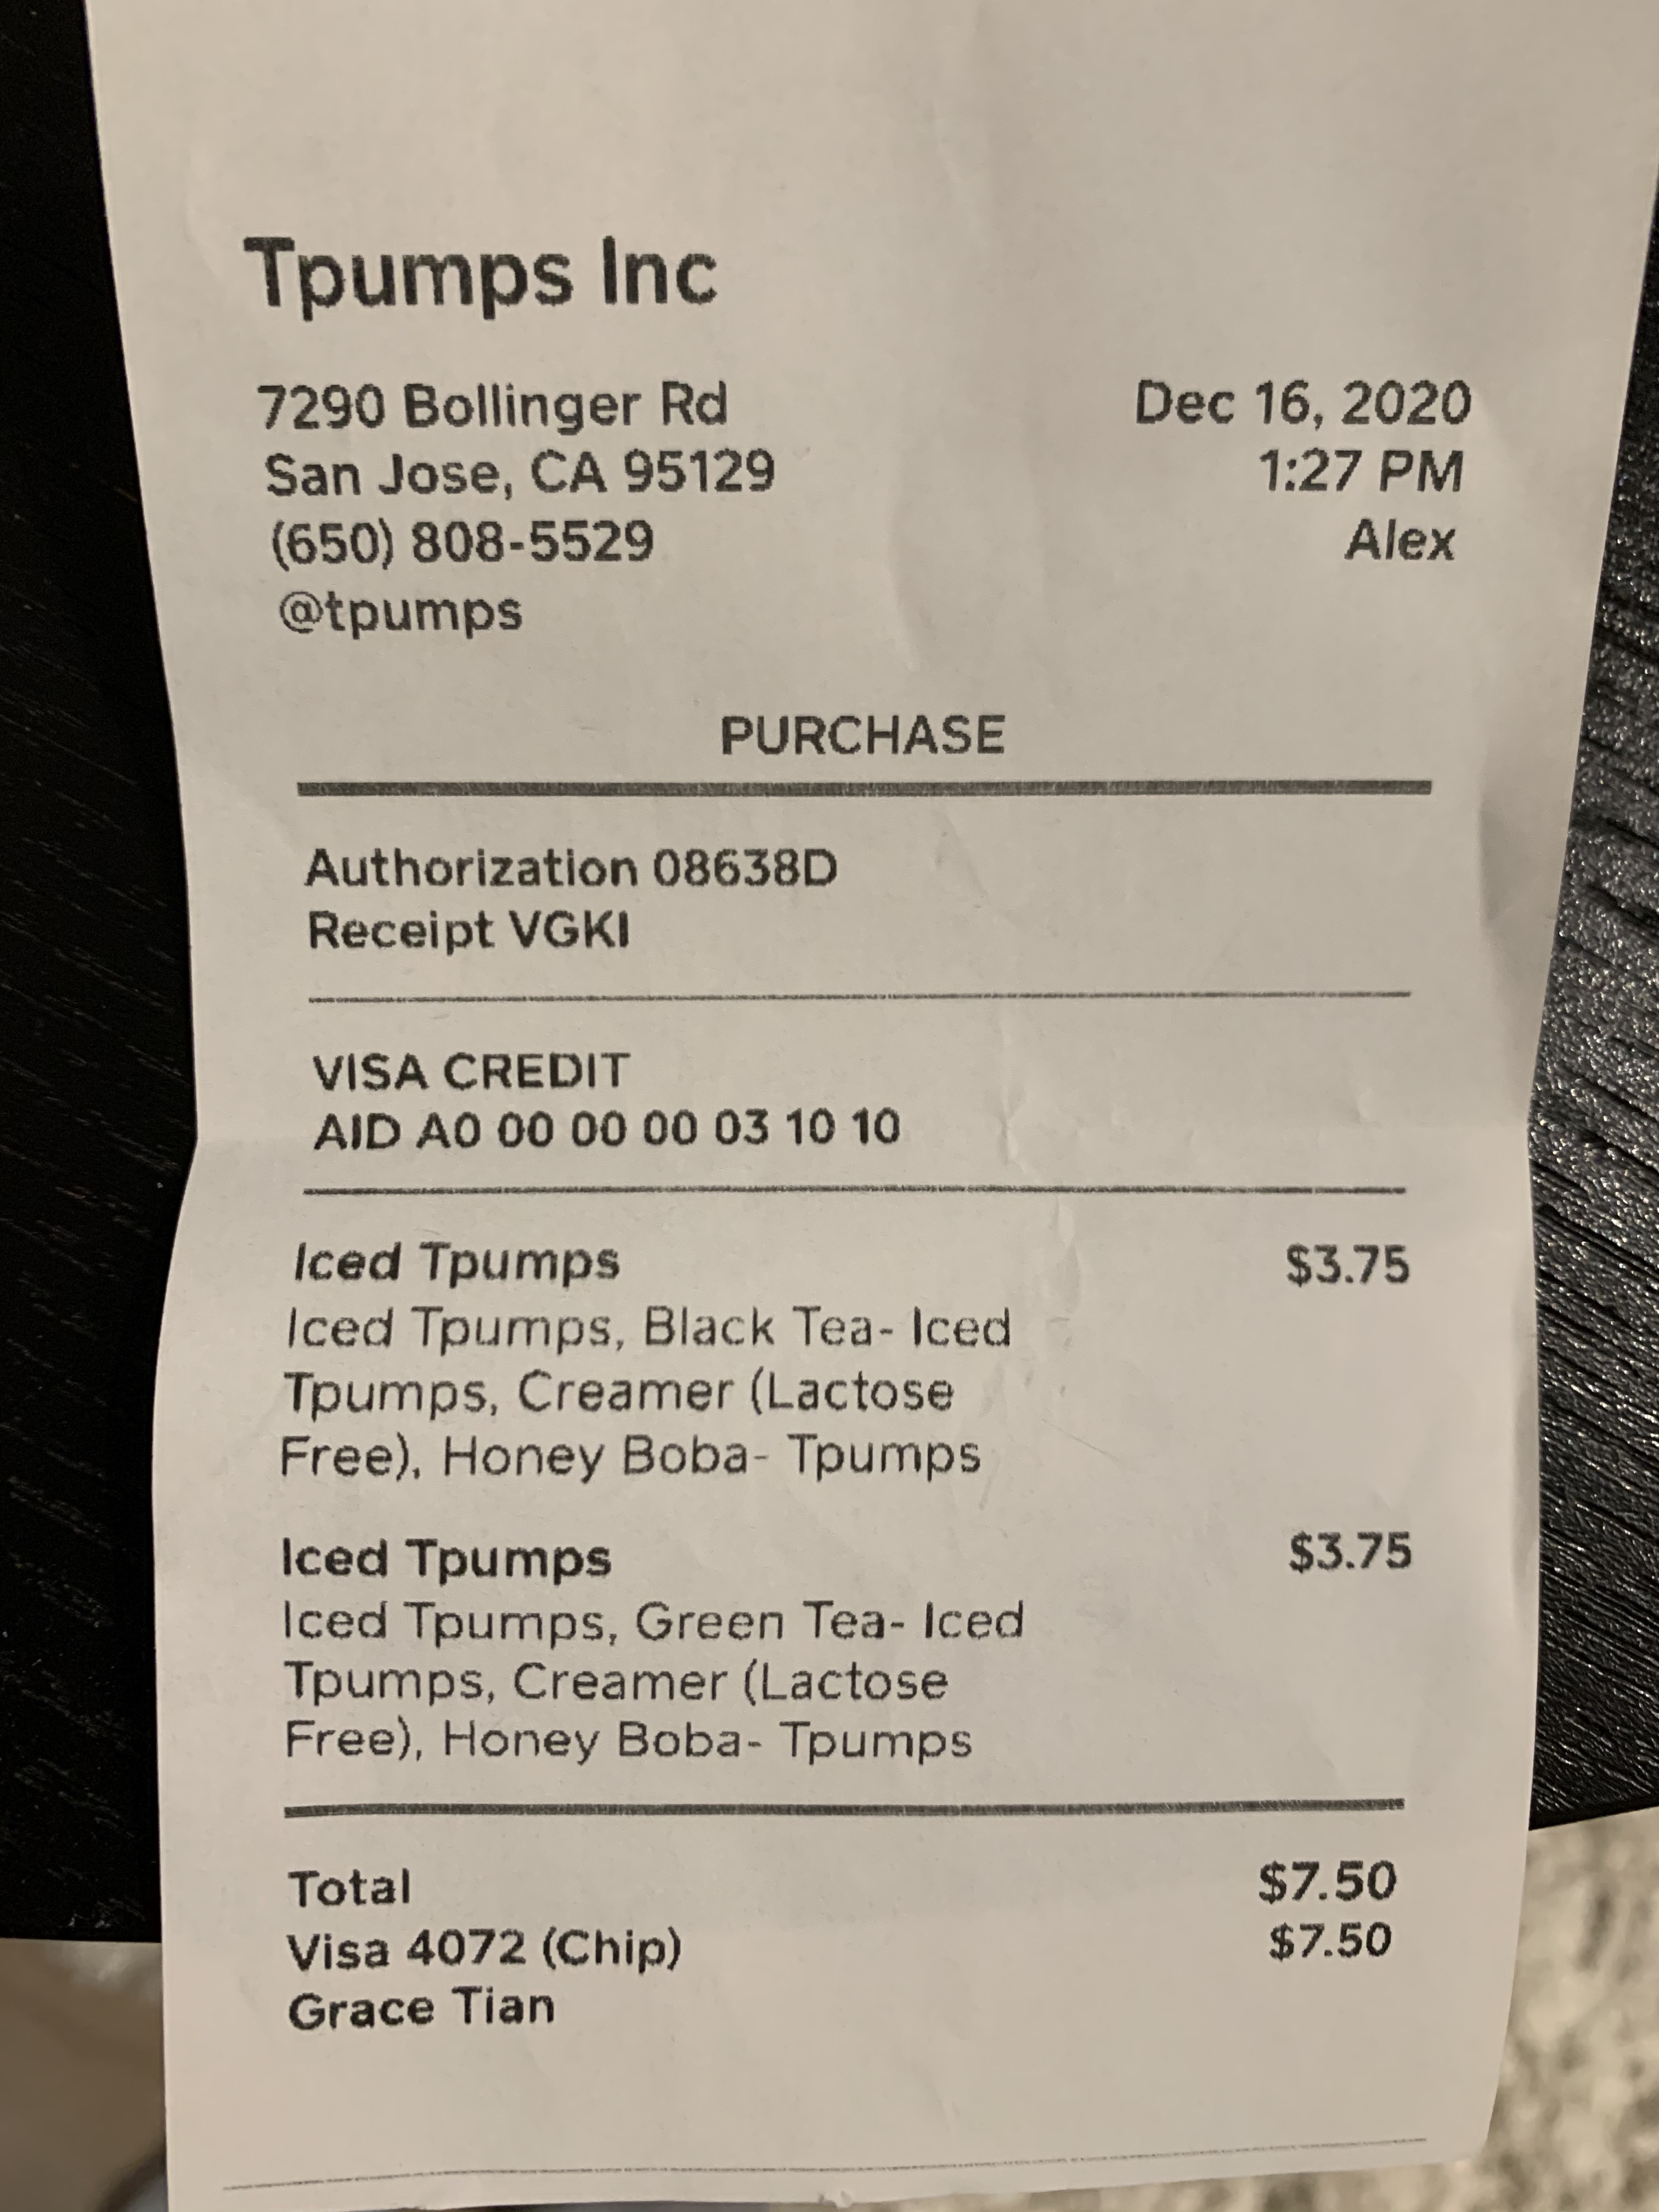 Tpumps Inc
7290 Bollinger Rd
San Jose, CA 95129
(650) 808-5529
@tpumps
Dec 16, 2020
1:27 PM
Alex
PURCHASE
Authorization 08638D
Receipt VGKI
VISA CREDIT
AID A0 00 00 00 03 10 10
Iced Tpumps $3.75
Iced Tpumps, Black Tea- Iced
Tpumps, Creamer (Lactose
Free), Honey Boba- Tpumps
Iced Tpumps $3.75
Iced Tpumps, Green Tea- Iced
Tpumps, Creamer (Lactose
Free), Honey Boba- Tpumps
Total $7.50
Visa 4072 (Chip) $7.50
Grace Tian